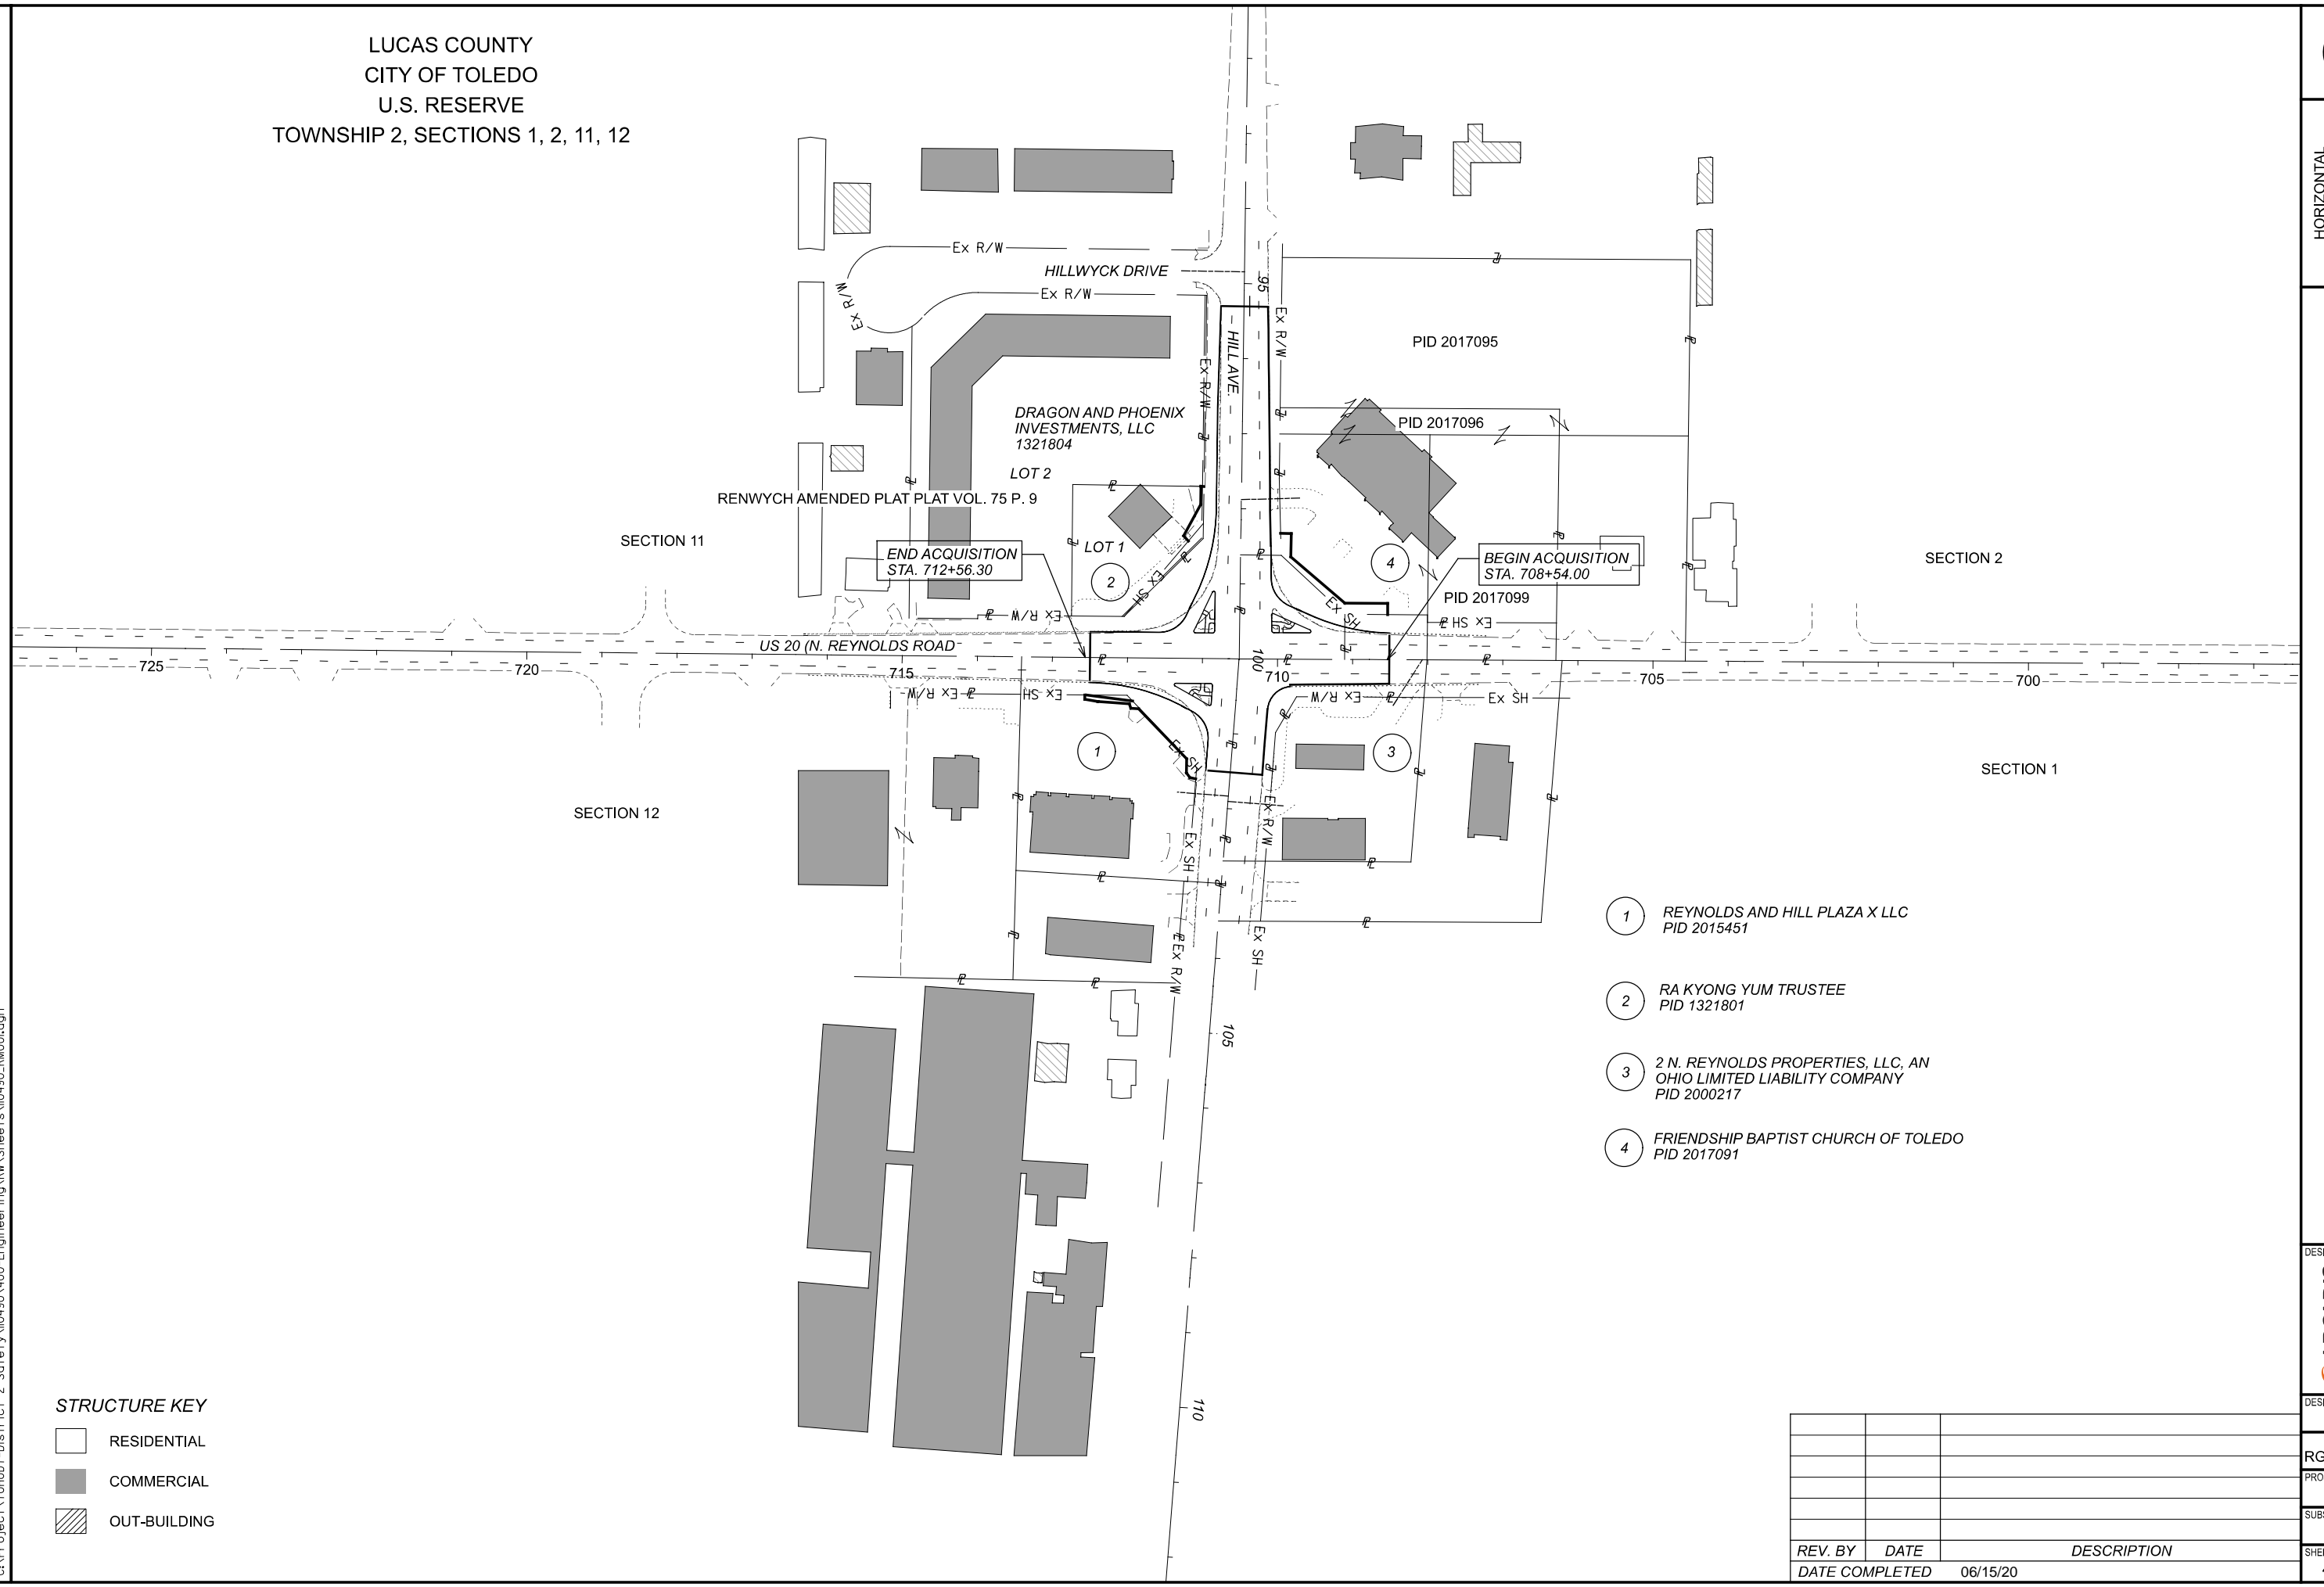 LUCAS COUNTY
CITY OF TOLEDO
U.S. RESERVE
TOWNSHIP 2, SECTIONS 1, 2, 11, 12
HORIZONTAL
Ex R/W
HILLWYCK DRIVE
Ex R/W
Ex R/W
Ex R/W
95
Ex R/W
HILL AVE.
Ex R/W
PID 2017095
DRAGON AND PHOENIX
INVESTMENTS, LLC
1321804
PID 2017096
LOT 2
RENWYCH AMENDED PLAT PLAT VOL. 75 P. 9
SECTION 11
LOT 1
END ACQUISITION
STA. 712+56.30
2
4
BEGIN ACQUISITION
STA. 708+54.00
SECTION 2
PID 2017099
Ex SH
Ex SH
Ex R/W
Ex SH
US 20 (N. REYNOLDS ROAD
725
720
715
100
710
705
700
Ex R/W
Ex SH
Ex R/W
Ex SH
1
Ex SH
3
SECTION 1
SECTION 12
Ex SH
Ex R/W
Ex R/W
Ex SH
105
110
1
REYNOLDS AND HILL PLAZA X LLC
PID 2015451
2
RA KYONG YUM TRUSTEE
PID 1321801
3
2 N. REYNOLDS PROPERTIES, LLC, AN
OHIO LIMITED LIABILITY COMPANY
PID 2000217
4
FRIENDSHIP BAPTIST CHURCH OF TOLEDO
PID 2017091
STRUCTURE KEY
RESIDENTIAL
COMMERCIAL
OUT-BUILDING
REV. BY DATE DESCRIPTION
DATE COMPLETED 06/15/20